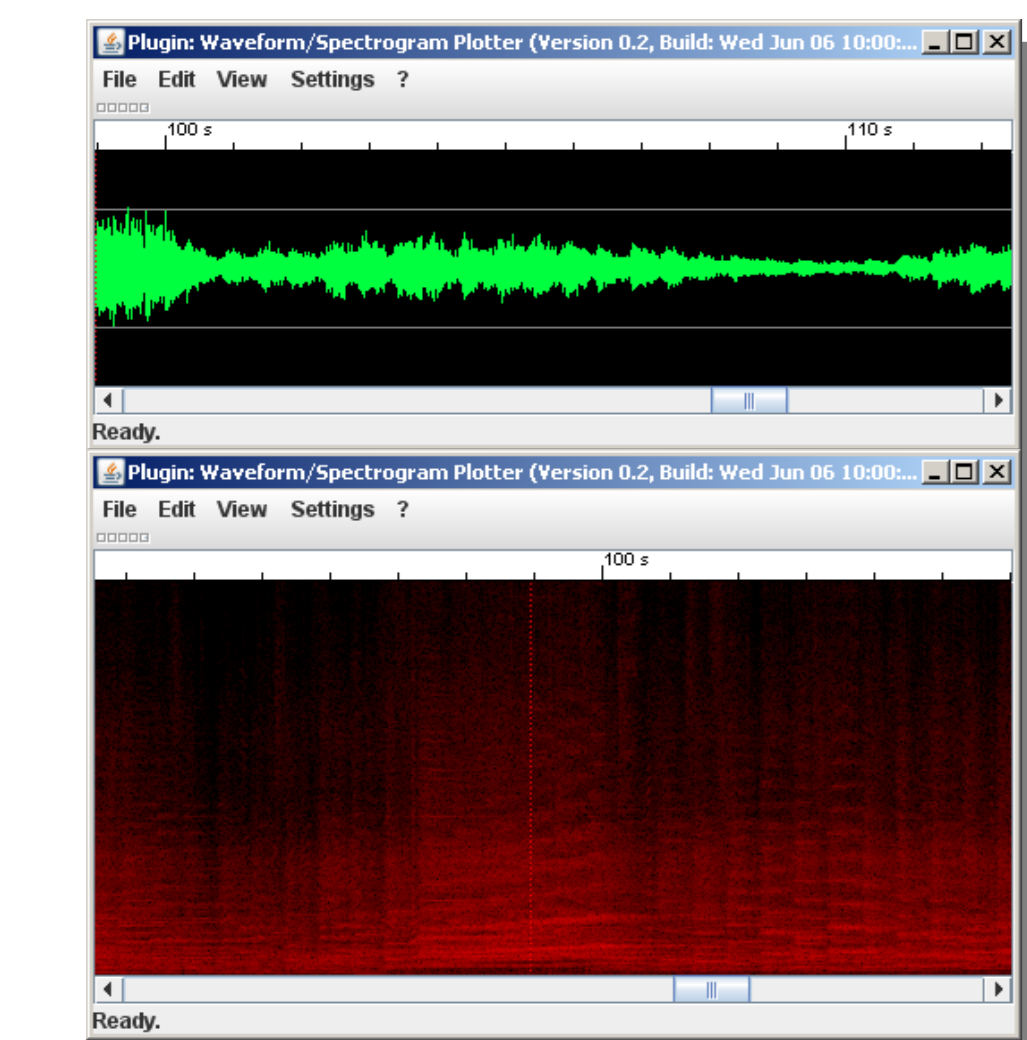 Plugin: Waveform/Spectrogram Plotter (Version 0.2, Build: Wed Jun 06 10:00:...
File Edit View Settings ?
100 s 110 s
Ready.
Plugin: Waveform/Spectrogram Plotter (Version 0.2, Build: Wed Jun 06 10:00:...
File Edit View Settings ?
100 s
Ready.